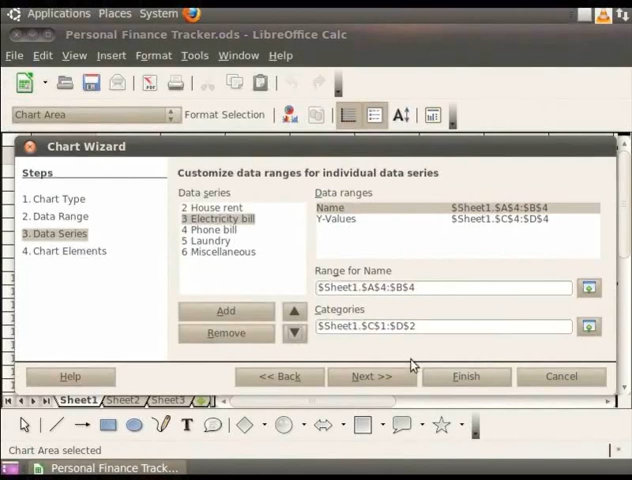 Applications Places System
Personal Finance Tracker.ods - LibreOffice Calc
File Edit View Insert Format Tools Window Help
Chart Area
Format Selection
Chart Wizard
Steps
1. Chart Type
2. Data Range
3. Data Series
4. Chart Elements
Customize data ranges for individual data series
Data series
2 House rent
3 Electricity bill
4 Phone bill
5 Laundry
6 Miscellaneous
Add
Remove
Data ranges
Name $Sheet1.$A$4:$B$4
Y-Values $Sheet1.$C$4:$D$4
Range for Name
$Sheet1.$A$4:$B$4
Categories
$Sheet1.$C$1:$D$2
Help
<< Back
Next >>
Finish
Cancel
Sheet1 Sheet2 Sheet3
Chart Area selected
Personal Finance Track...